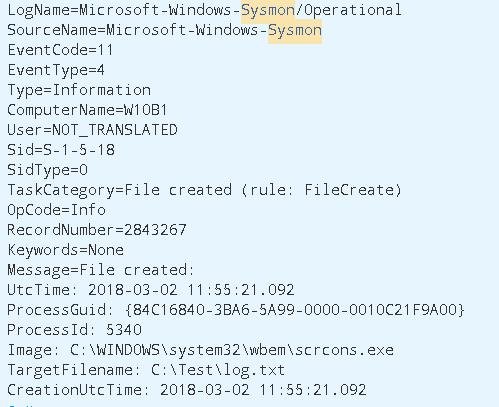 LogName=Microsoft-Windows-Sysmon/Operational
SourceName=Microsoft-Windows-Sysmon
EventCode=11
EventType=4
Type=Information
ComputerName=W10B1
User=NOT_TRANSLATED
Sid=S-1-5-18
SidType=0
TaskCategory=File created (rule: FileCreate)
OpCode=Info
RecordNumber=2843267
Keywords=None
Message=File created:
UtcTime: 2018-03-02 11:55:21.092
ProcessGuid: {84C16840-3BA6-5A99-0000-0010C21F9A00}
ProcessId: 5340
Image: C:\WINDOWS\system32\wbem\scrcons.exe
TargetFilename: C:\Test\log.txt
CreationUtcTime: 2018-03-02 11:55:21.092